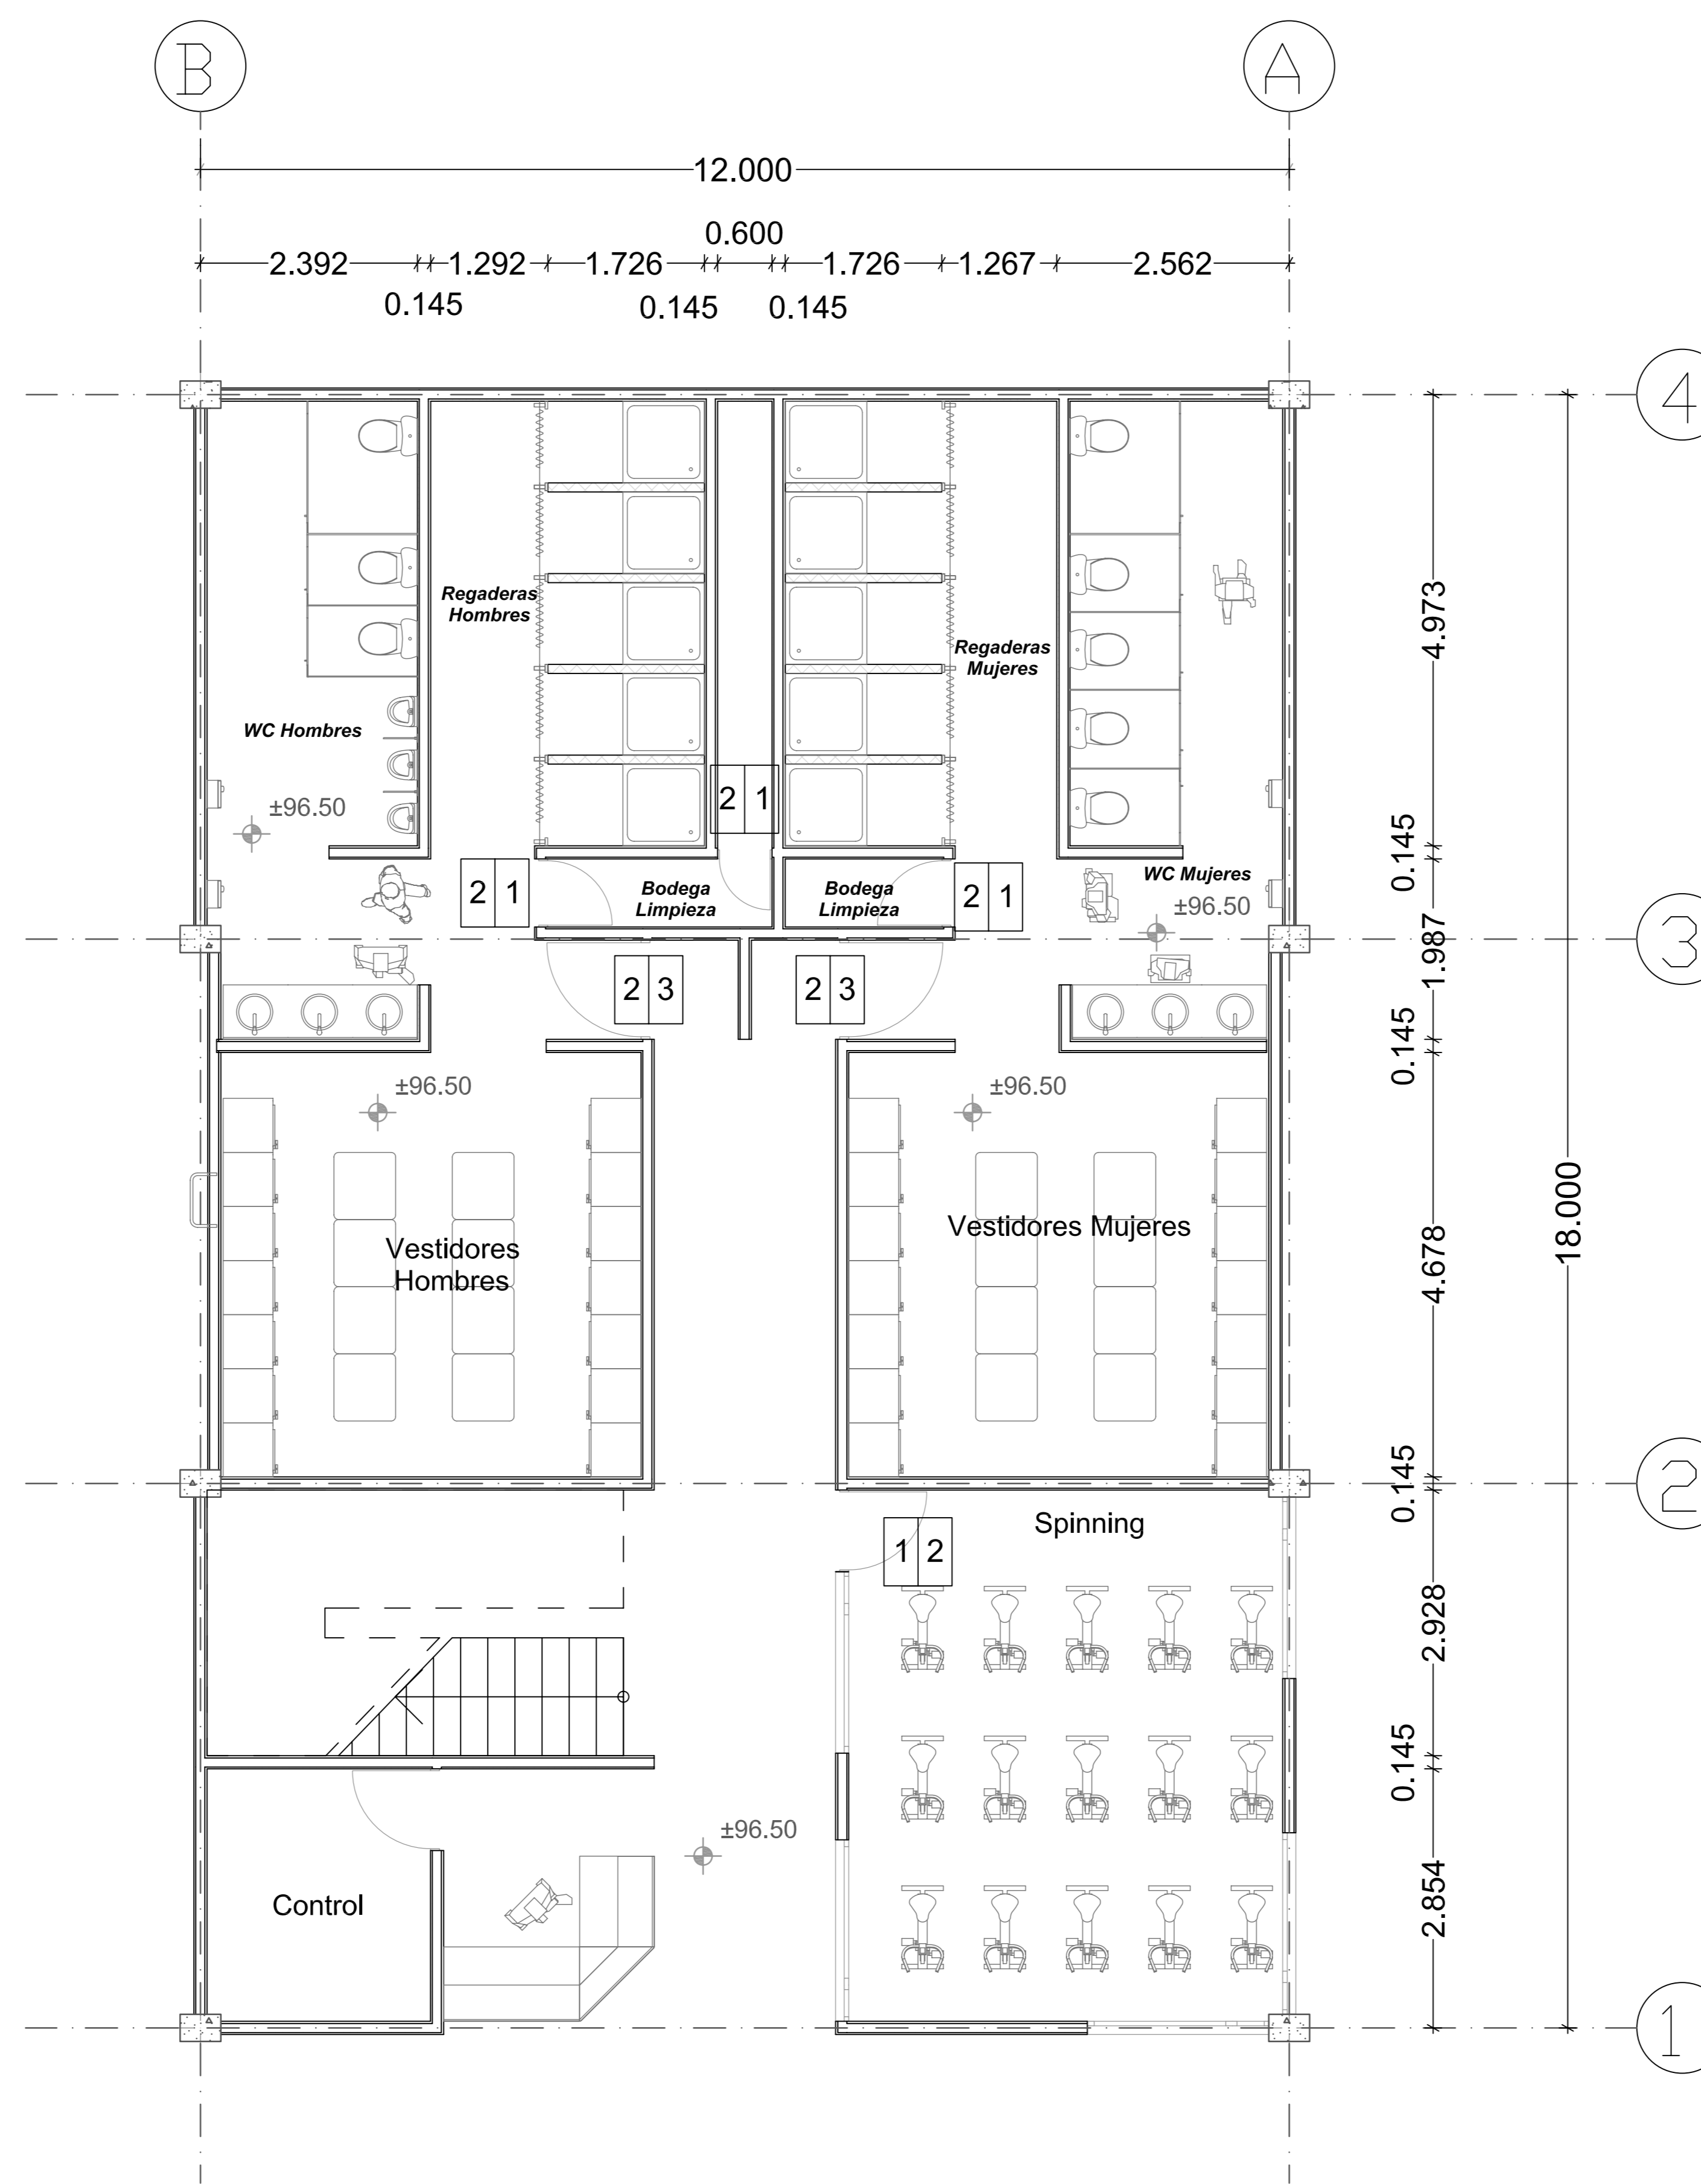 B
A
12.000
0.600
2.392
1.292
1.726
1.726
1.267
2.562
0.145
0.145
0.145
4
Regaderas
Hombres
4.973
Regaderas
Mujeres
WC Hombres
±96.50
2 1
0.145
2 1
Bodega
Limpieza
Bodega
Limpieza
2 1
WC Mujeres
±96.50
3
1.987
2 3
2 3
0.145
±96.50
±96.50
Vestidores
Hombres
Vestidores Mujeres
4.678
18.000
0.145
2
Spinning
1 2
2.928
0.145
±96.50
Control
2.854
1